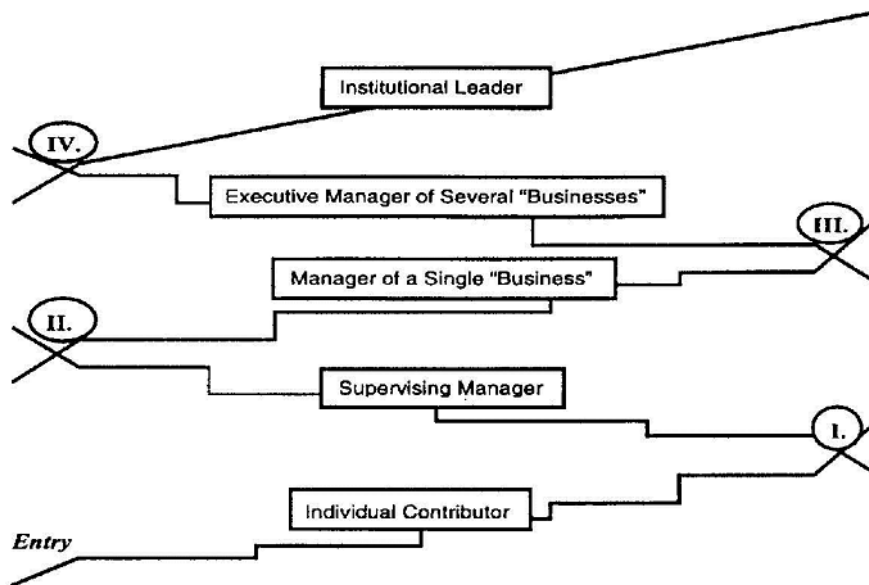 Institutional Leader
IV.
Executive Manager of Several "Businesses"
III.
Manager of a Single "Business"
II.
Supervising Manager
I.
Individual Contributor
Entry